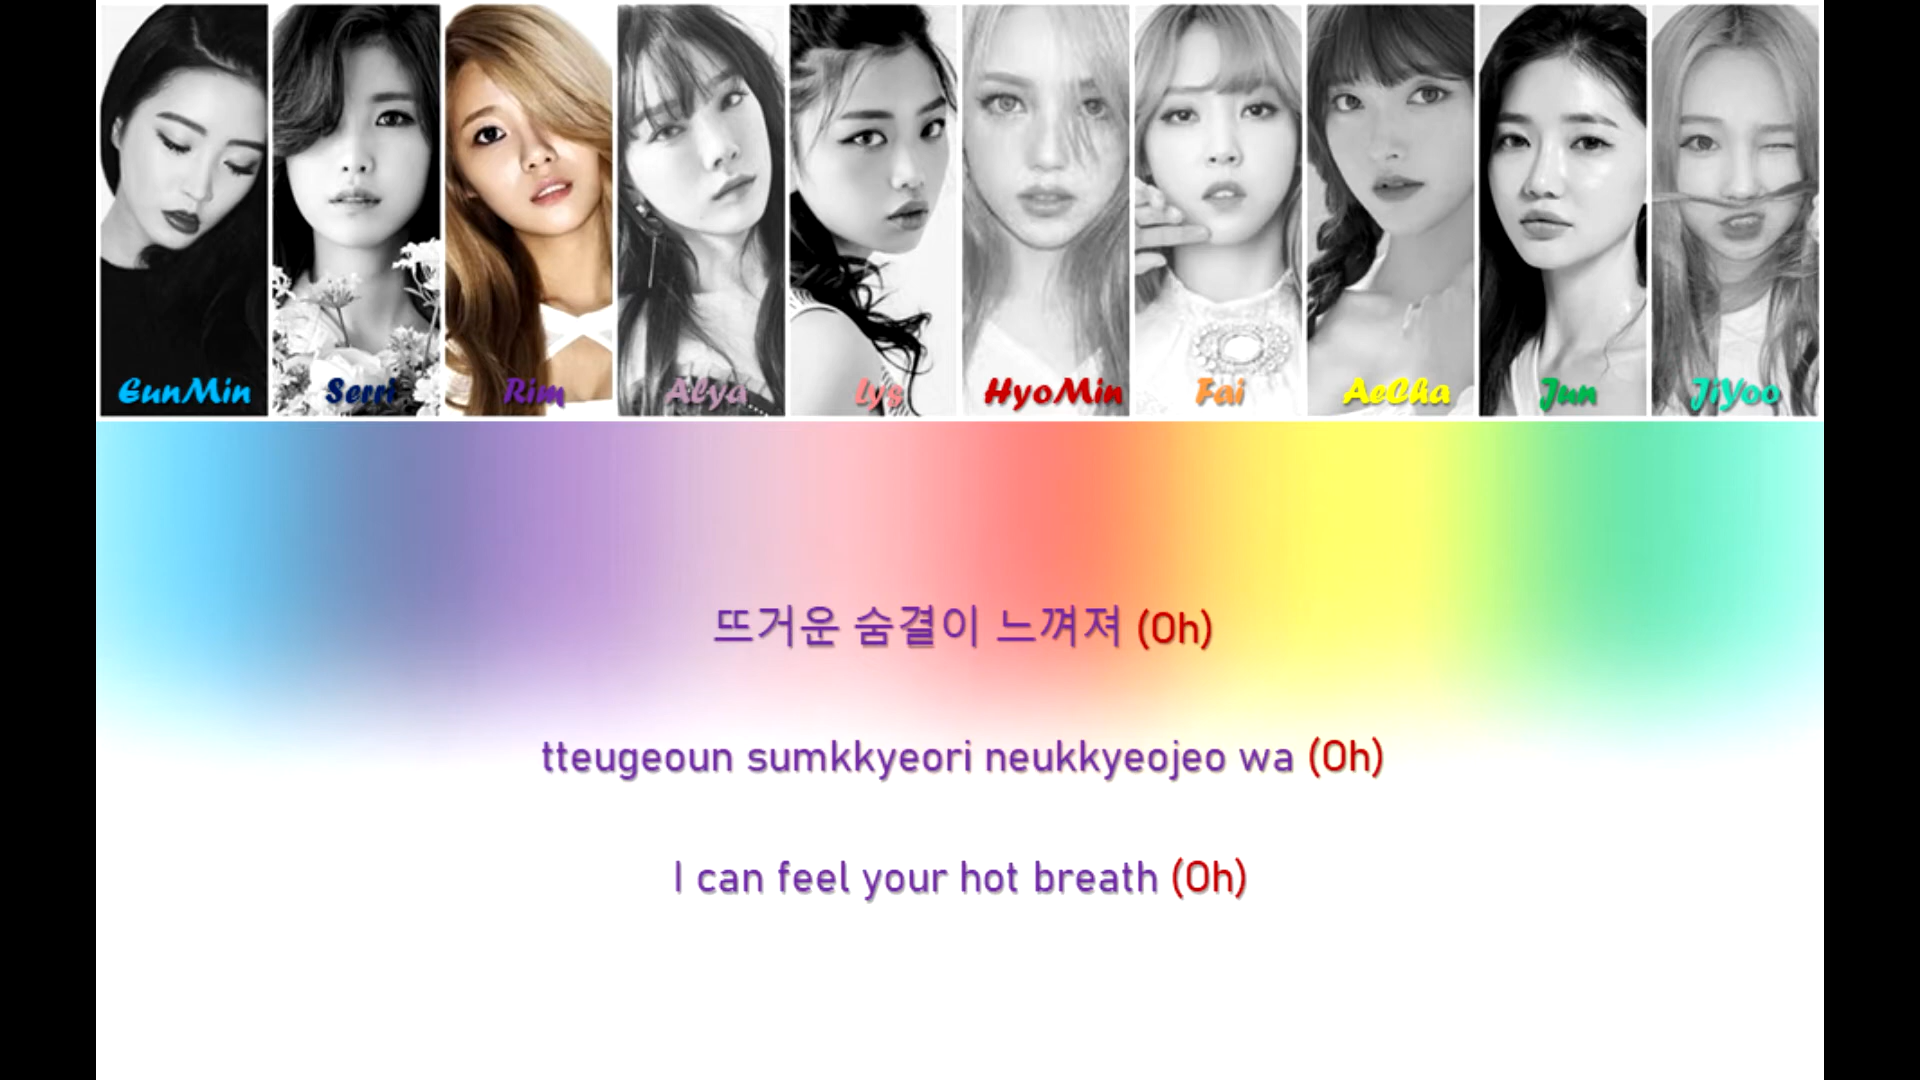 EunMin Serri Rim Alya Lys HyoMin Fai AeCha Jun JiYoo
뜨거운 숨결이 느껴져 (Oh)
tteugeoun sumkkyeori neukkyeojeo wa (Oh)
I can feel your hot breath (Oh)